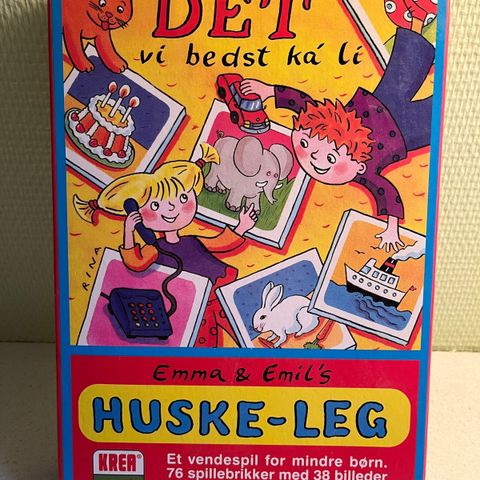 DET
vi bedst ka' li
RINA
Emma & Emil's
HUSKE-LEG
KREA®
Et vendespil for mindre børn.
76 spillebrikker med 38 billeder